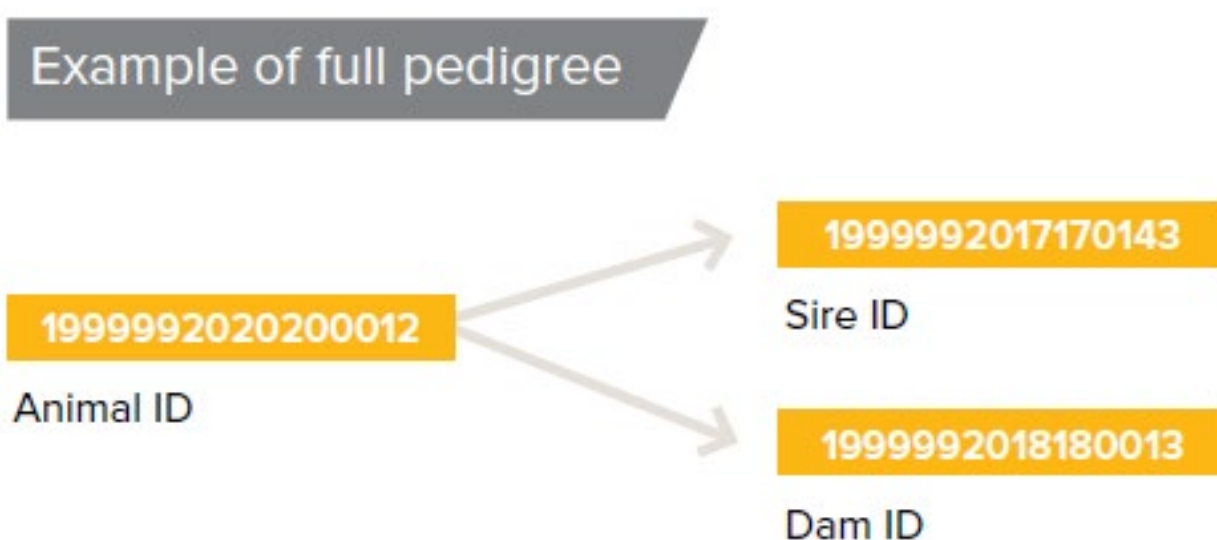 Example of full pedigree
1999992020200012
Animal ID
1999992017170143
Sire ID
1999992018180013
Dam ID